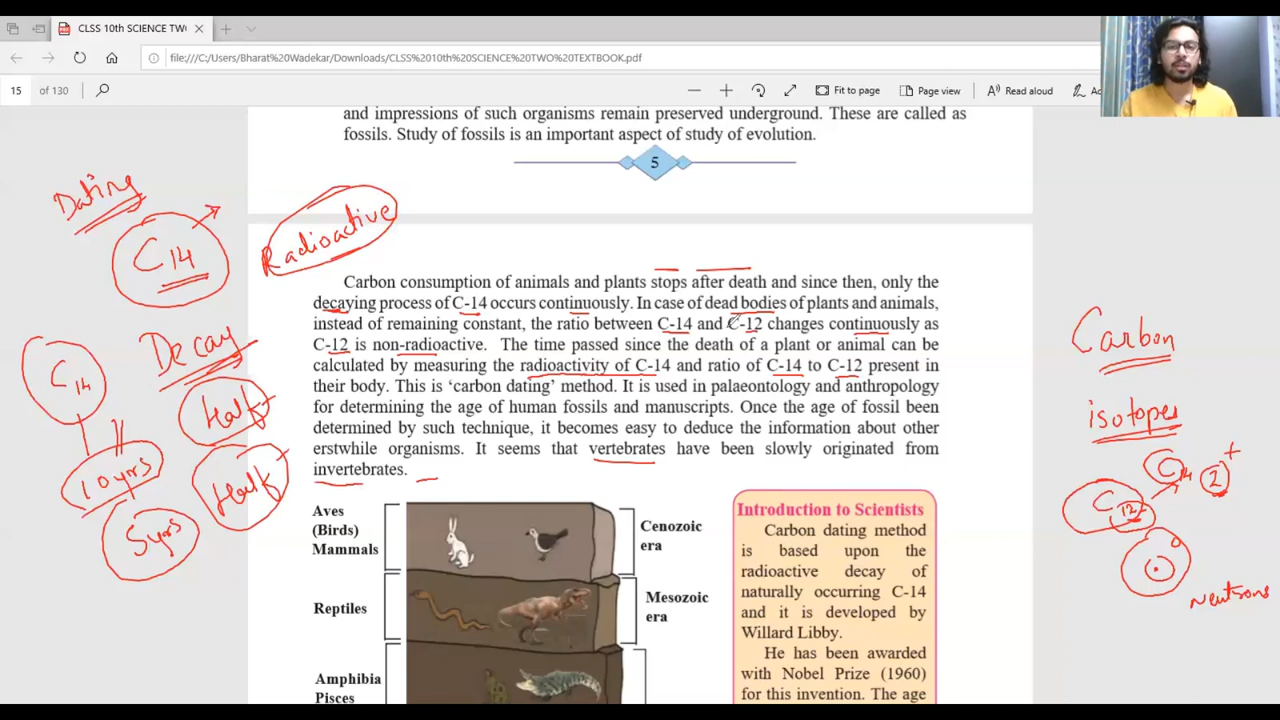 CLSS 10th SCIENCE TWO
file:///C:/Users/Bharat%20Wadekar/Downloads/CLSS%2010th%20SCIENCE%20TWO%20TEXTBOOK.pdf
15 of 130
Fit to page
Page view
Read aloud
and impressions of such organisms remain preserved underground. These are called as
fossils. Study of fossils is an important aspect of study of evolution.
5
Dating
C14
Radioactive
Carbon consumption of animals and plants stops after death and since then, only the
decaying process of C-14 occurs continuously. In case of dead bodies of plants and animals,
instead of remaining constant, the ratio between C-14 and C-12 changes continuously as
C-12 is non-radioactive. The time passed since the death of a plant or animal can be
calculated by measuring the radioactivity of C-14 and ratio of C-14 to C-12 present in
their body. This is ‘carbon dating’ method. It is used in palaeontology and anthropology
for determining the age of human fossils and manuscripts. Once the age of fossil been
determined by such technique, it becomes easy to deduce the information about other
erstwhile organisms. It seems that vertebrates have been slowly originated from
invertebrates.
C14
Decay
Half
10yrs
Half
5yrs
Carbon
isotopes
C12
C14
2+
Neutrons
Aves
(Birds)
Mammals
Cenozoic
era
Reptiles
Mesozoic
era
Amphibia
Pisces
Introduction to Scientists
Carbon dating method
is based upon the
radioactive decay of
naturally occurring C-14
and it is developed by
Willard Libby.
He has been awarded
with Nobel Prize (1960)
for this invention. The age